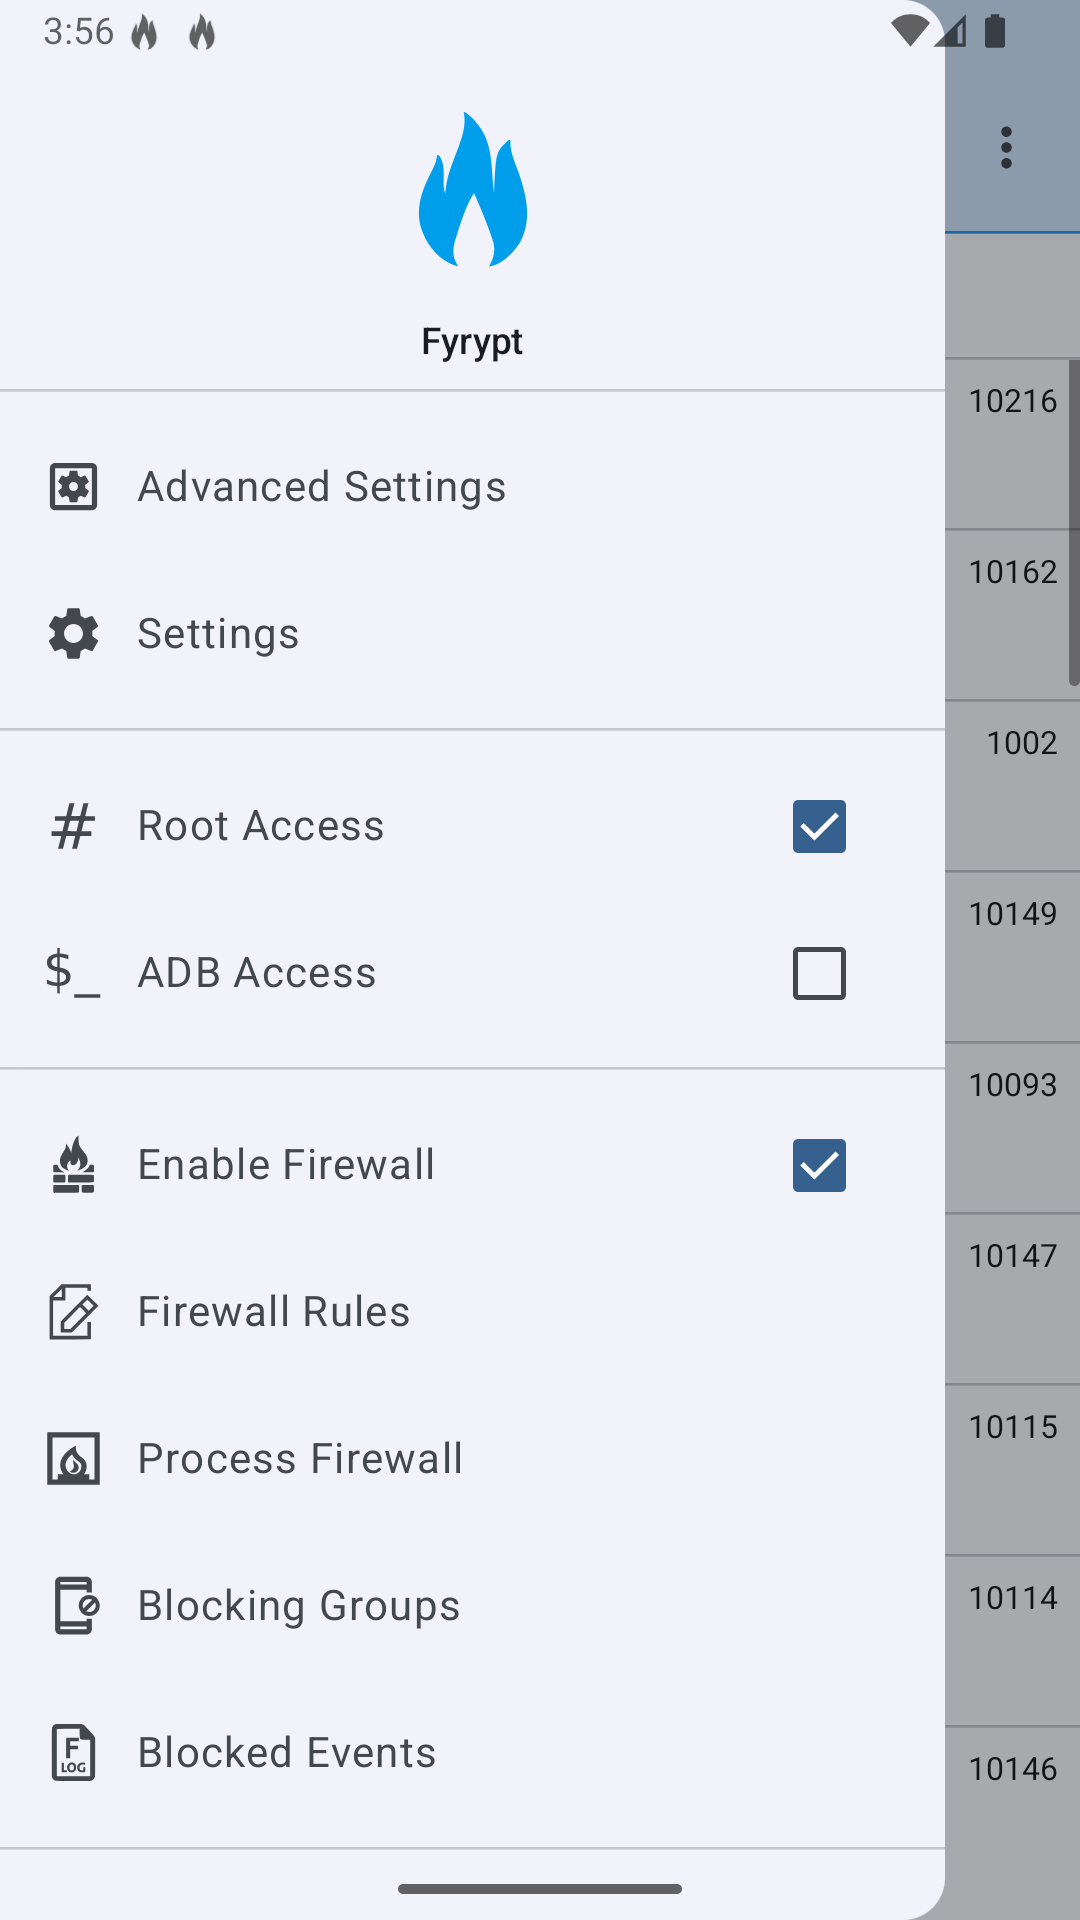 3:56
Fyrypt
Advanced Settings
Settings
# Root Access
$_ ADB Access
Enable Firewall
Firewall Rules
Process Firewall
Blocking Groups
F LOG
Blocked Events
10216
10162
1002
10149
10093
10147
10115
10114
10146